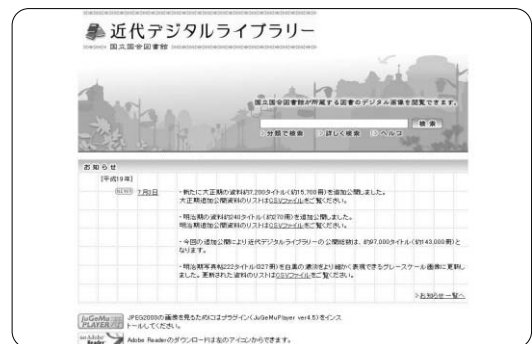 近代デジタルライブラリー
国立国会図書館
国立国会図書館が所蔵する図書のデジタル画像を閲覧できます。
検索
分類で検索 詳しく検索 ヘルプ
お知らせ
[平成19年]
NEWS 7月3日 ・新たに大正期の資料約7,200タイトル(約15,700冊)を追加公開しました。
大正期追加公開資料のリストはCSVファイルをご覧ください。
・明治期の資料約240タイトル(約270冊)を追加公開しました。
明治期追加公開資料のリストはCSVファイルをご覧ください。
・今回の追加公開により近代デジタルライブラリーの公開総数は、約97,000タイトル(約143,000冊)と
なります。
・明治期写真帖222タイトル(327冊)を白黒の濃淡をより細かく表現できるグレースケール画像に更新し
ました。更新された資料のリストはCSVファイルをご覧ください。
>お知らせ一覧へ
JuGeMu PLAYER JPEG2000の画像を見るためにはプラグイン(JuGeMuPlayer ver4.5)をインス
トールしてください。
Adobe Reader Adobe Readerのダウンロードは左のアイコンからできます。